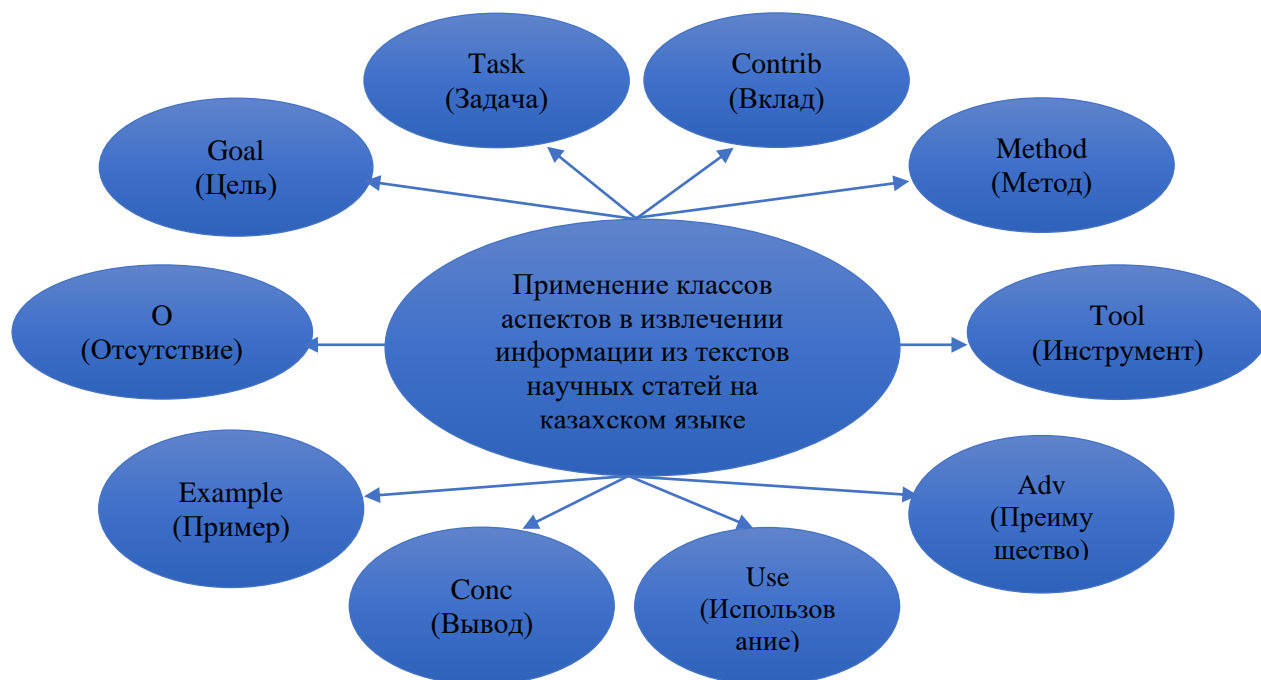 Task
(Задача)
Contrib
(Вклад)
Goal
(Цель)
Method
(Метод)
O
(Отсутствие)
Применение классов
аспектов в извлечении
информации из текстов
научных статей на
казахском языке
Tool
(Инструмент)
Example
(Пример)
Adv
(Преиму
щество)
Conc
(Вывод)
Use
(Использов
ание)